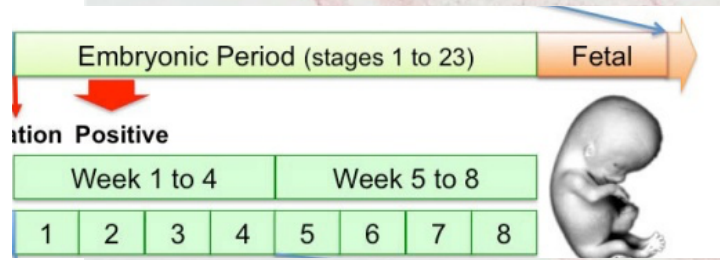 Embryonic Period (stages 1 to 23) Fetal
Positive
Week 1 to 4 Week 5 to 8
1 2 3 4 5 6 7 8